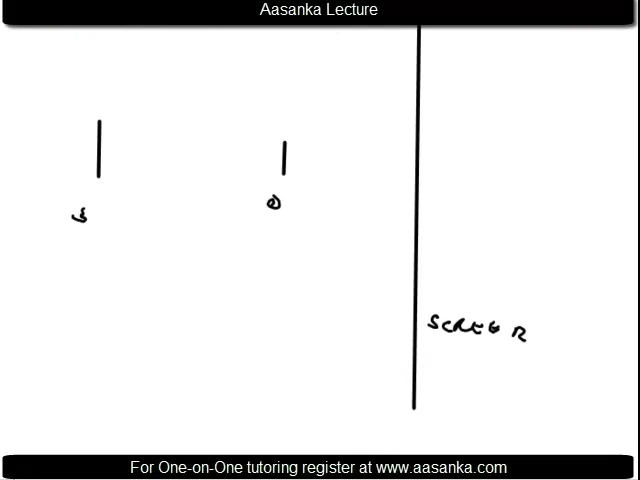 Aasanka Lecture
S
O
SCREEN
For One-on-One tutoring register at www.aasanka.com